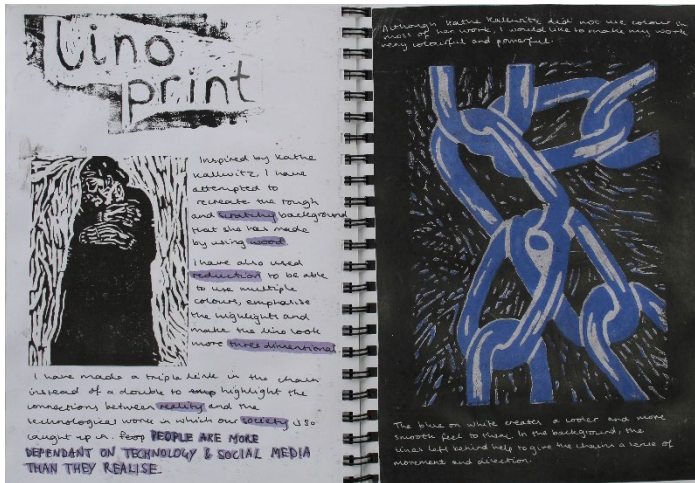 Lino
print
Inspired by Kathe
Kallwitz I have
attempted to
recreate the rough
and scratchy background
that she has made
by using wood.
I have also used
reduction to be able
to use multiple
colours, emphasise
the highlights and
make the lino look
more three dimentional.
I have made a triple link in the chain
instead of a double to highlight the
connections between reality and the
technologies work in which our society is so
caught up in. PEOPLE ARE MORE
DEPENDANT ON TECHNOLOGY & SOCIAL MEDIA
THAN THEY REALISE.
Although Kathe Kallwitz did not use colour in
most of her work, I would like to make my work
very colourful and powerful.
The blue on white creates a cooler and more
smooth feel to them. In the background, the
lines left behind help to give the chains a sense of
movement and direction.